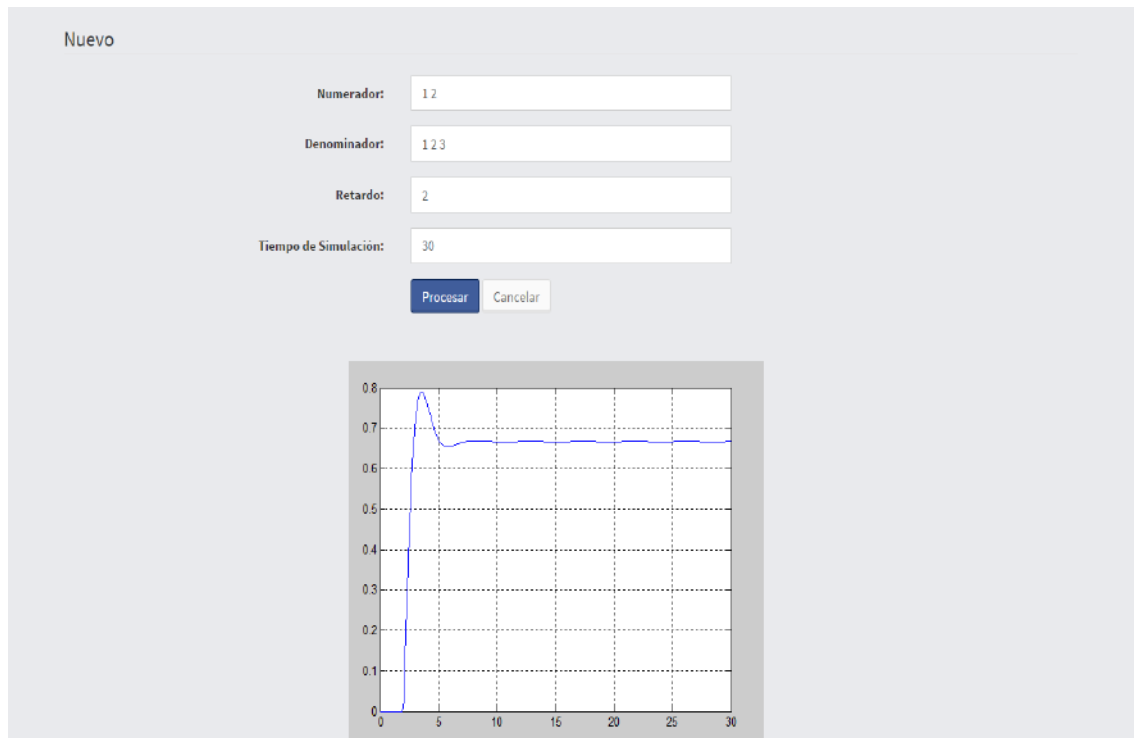 Nuevo
Numerador: 1 2
Denominador: 1 2 3
Retardo: 2
Tiempo de Simulación: 30
Procesar Cancelar
0.8
0.7
0.6
0.5
0.4
0.3
0.2
0.1
0
0 5 10 15 20 25 30